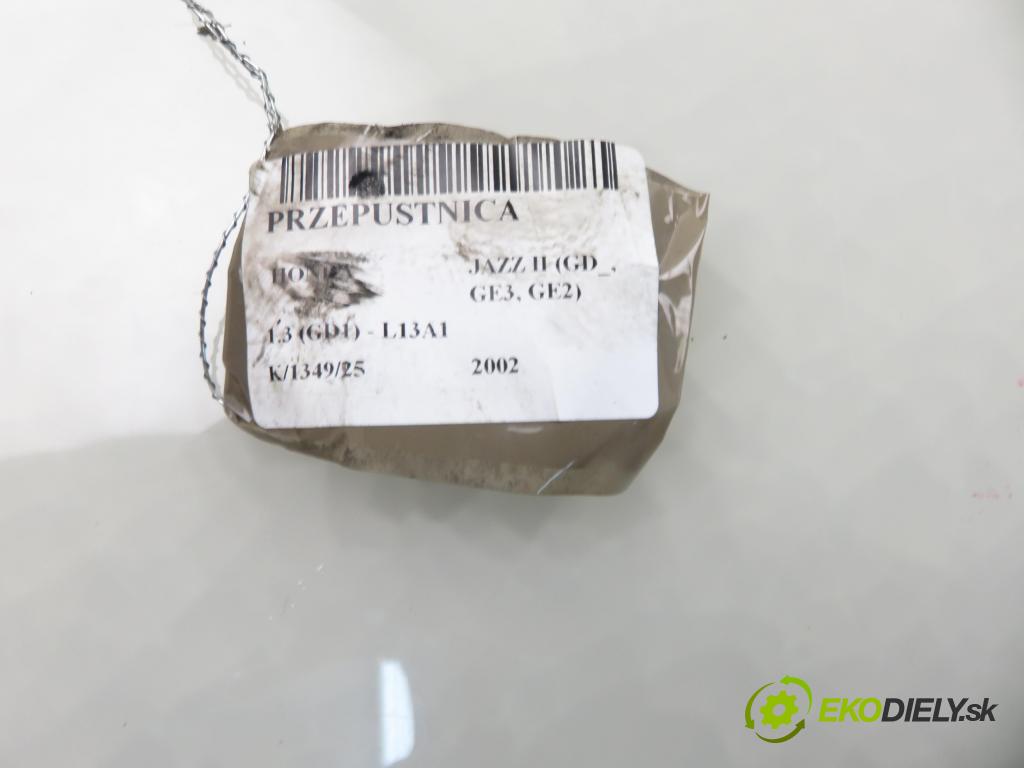 PRZEPUSTNICA
JAZZ II (GD_,
GE3, GE2)
1.3 (GD1) - L13A1
K/1349/25 2002
EKODIELY.sk